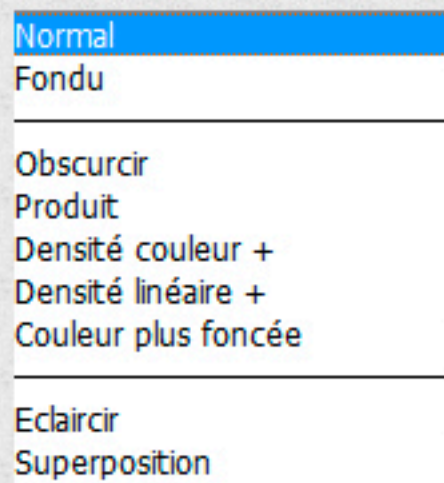 Normal
Fondu
Obscurcir
Produit
Densité couleur +
Densité linéaire +
Couleur plus foncée
Eclaircir
Superposition